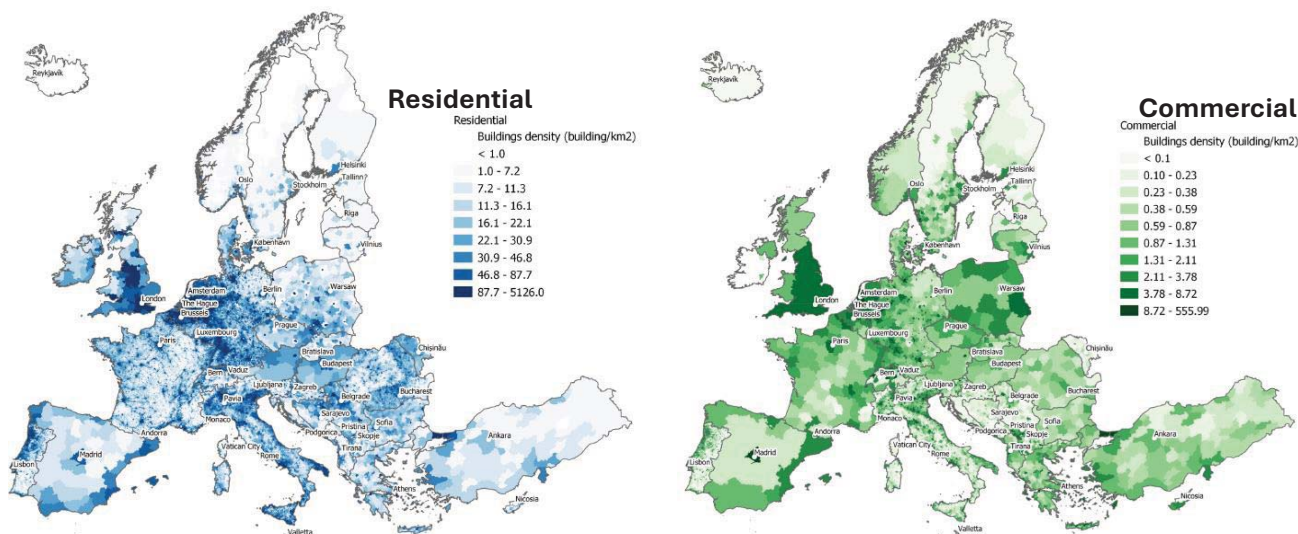 Reykjavík
Residential
Residential
Buildings density (building/km2)
< 1.0
1.0 - 7.2
7.2 - 11.3
11.3 - 16.1
16.1 - 22.1
22.1 - 30.9
30.9 - 46.8
46.8 - 87.7
87.7 - 5126.0
Helsinki
Tallinn?
Oslo
Stockholm
Riga
København
Vilnius
London
Amsterdam
The Hague
Brussels
Berlin
Warsaw
Luxembourg
Prague
Paris
Bratislava
Budapest
Chișinău
Bern
Vaduz
Ljubljana
Zagreb
Pavia
Belgrade
Bucharest
Monaco
Sarajevo
Pristina
Sofia
Andorra
Podgorica
Skopje
Vatican City
Tirana
Ankara
Madrid
Rome
Lisbon
Athens
Nicosia
Valletta
Reykjavík
Commercial
Commercial
Buildings density (building/km2)
< 0.1
0.10 - 0.23
0.23 - 0.38
0.38 - 0.59
0.59 - 0.87
0.87 - 1.31
1.31 - 2.11
2.11 - 3.78
3.78 - 8.72
8.72 - 555.99
Helsinki
Tallinn?
Oslo
Stockholm
Riga
København
Vilnius
London
Amsterdam
The Hague
Brussels
Berlin
Warsaw
Luxembourg
Prague
Paris
Bratislava
Budapest
Chișinău
Bern
Vaduz
Ljubljana
Zagreb
Pavia
Belgrade
Bucharest
Monaco
Sarajevo
Pristina
Sofia
Andorra
Podgorica
Skopje
Vatican City
Tirana
Ankara
Madrid
Rome
Lisbon
Athens
Nicosia
Valletta